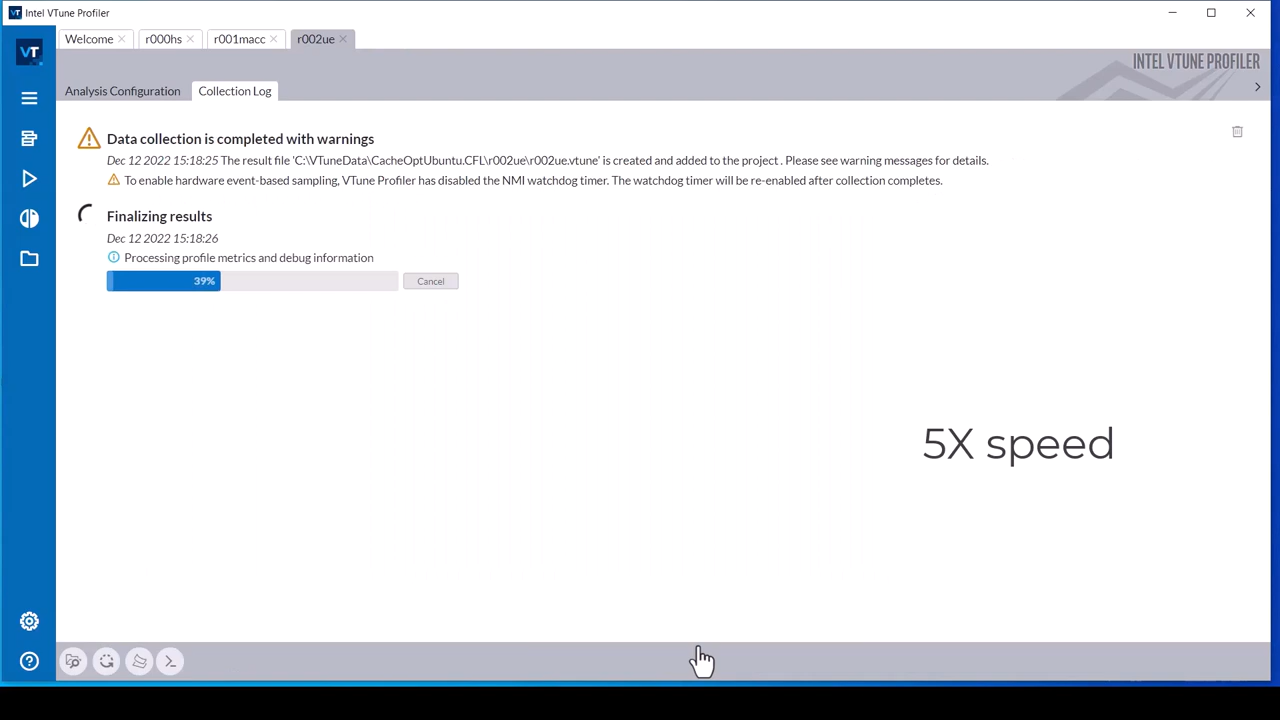 Intel VTune Profiler
Welcome r000hs r001macc r002ue
INTEL VTUNE PROFILER
VT
Analysis Configuration Collection Log
Data collection is completed with warnings
Dec 12 2022 15:18:25 The result file 'C:\VTuneData\CacheOptUbuntu.CFL\r002ue\r002ue.vtune' is created and added to the project . Please see warning messages for details.
To enable hardware event-based sampling, VTune Profiler has disabled the NMI watchdog timer. The watchdog timer will be re-enabled after collection completes.
Finalizing results
Dec 12 2022 15:18:26
Processing profile metrics and debug information
39% Cancel
5X speed